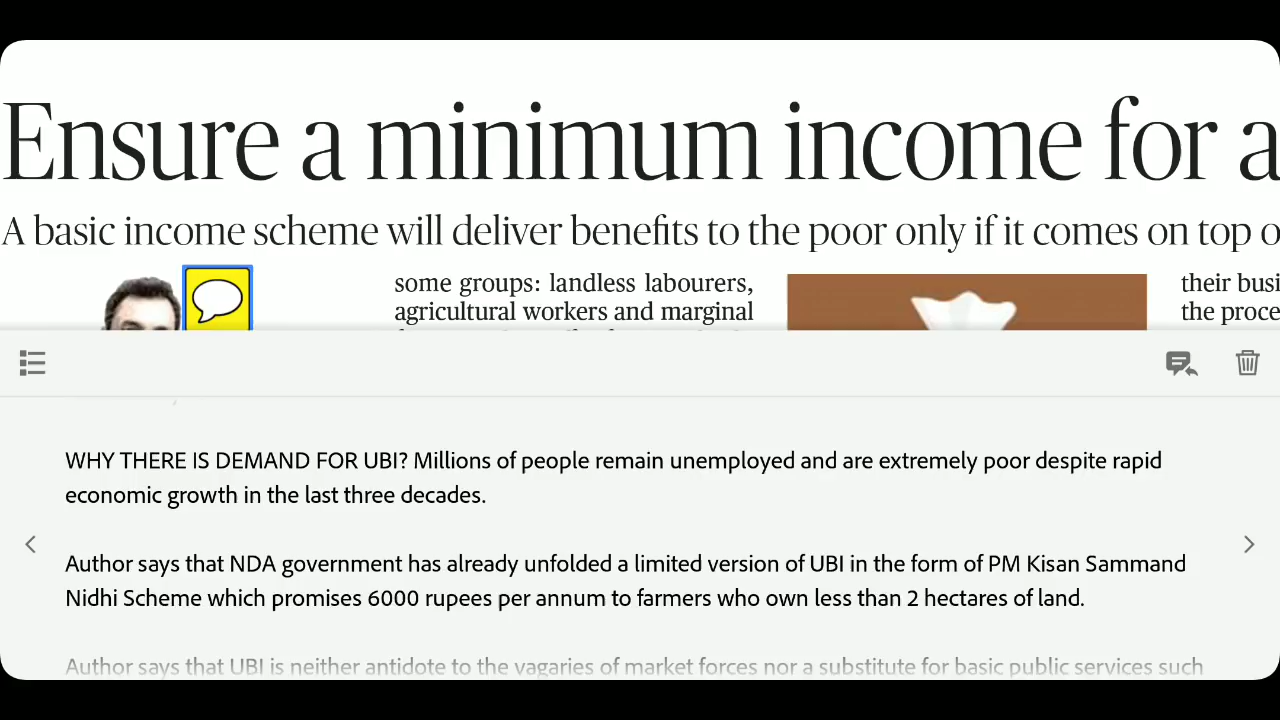 Ensure a minimum income for a
A basic income scheme will deliver benefits to the poor only if it comes on top o
some groups: landless labourers,
agricultural workers and marginal
their busi
the proce
WHY THERE IS DEMAND FOR UBI? Millions of people remain unemployed and are extremely poor despite rapid
economic growth in the last three decades.
Author says that NDA government has already unfolded a limited version of UBI in the form of PM Kisan Sammand
Nidhi Scheme which promises 6000 rupees per annum to farmers who own less than 2 hectares of land.
Author says that UBI is neither antidote to the vagaries of market forces nor a substitute for basic public services such